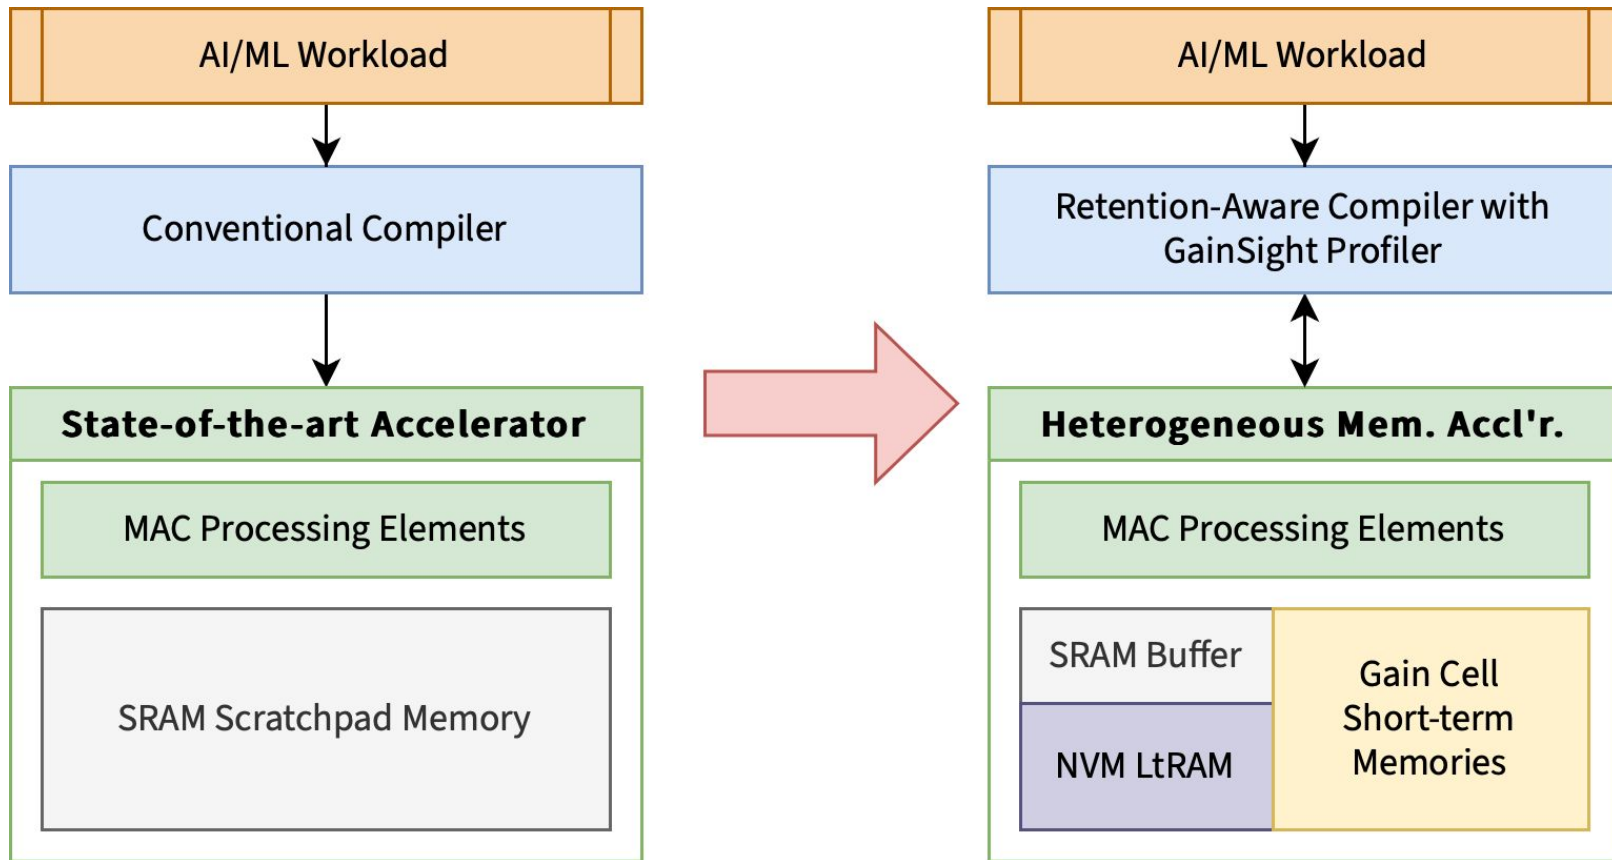 AI/ML Workload
Conventional Compiler
State-of-the-art Accelerator
MAC Processing Elements
SRAM Scratchpad Memory
AI/ML Workload
Retention-Aware Compiler with
GainSight Profiler
Heterogeneous Mem. Accl'r.
MAC Processing Elements
SRAM Buffer
NVM LtRAM
Gain Cell
Short-term
Memories